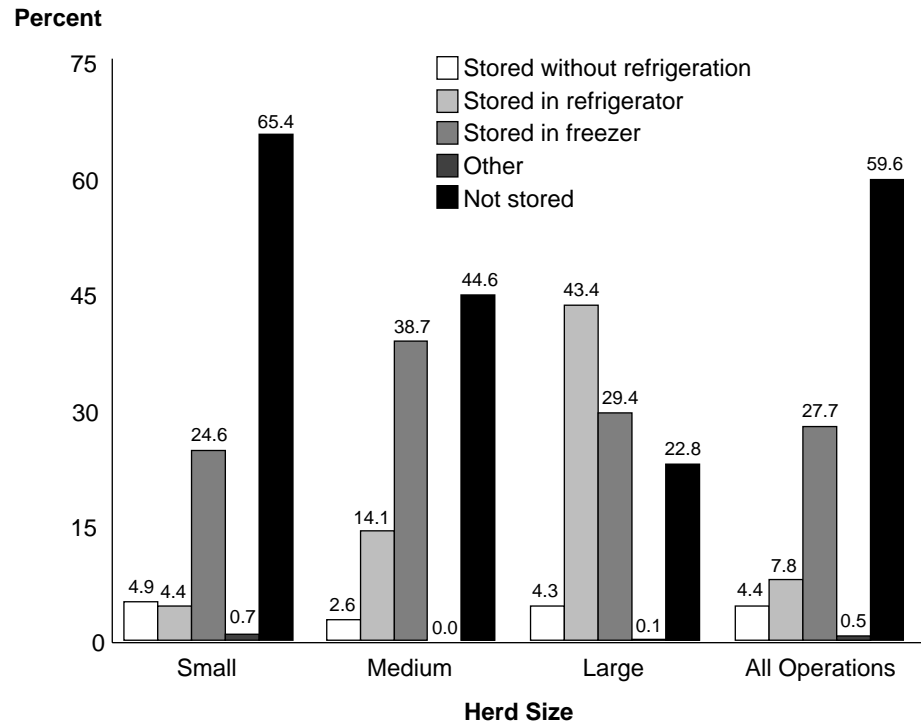 Percent
75
60
45
30
15
0
Stored without refrigeration
Stored in refrigerator
Stored in freezer
Other
Not stored
4.9
4.4
24.6
0.7
65.4
2.6
14.1
38.7
0.0
44.6
4.3
43.4
29.4
0.1
22.8
4.4
7.8
27.7
0.5
59.6
Small
Medium
Large
All Operations
Herd Size